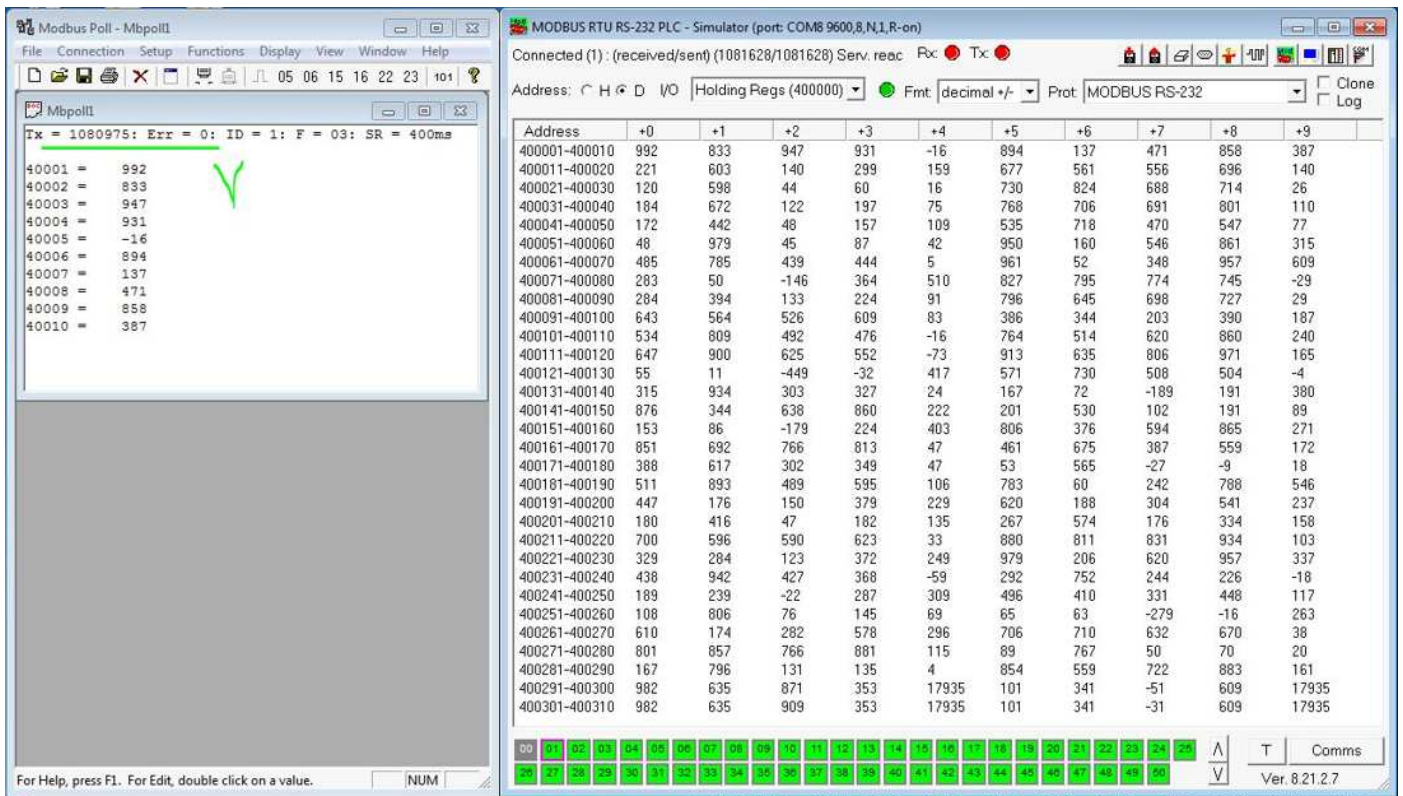 Modbus Poll - Mbpoll1
File Connection Setup Functions Display View Window Help
05 06 15 16 22 23 101
Mbpoll1
Tx = 1080975: Err = 0: ID = 1: F = 03: SR = 400ms
40001 = 992
40002 = 833
40003 = 947
40004 = 931
40005 = -16
40006 = 894
40007 = 137
40008 = 471
40009 = 858
40010 = 387
For Help, press F1. For Edit, double click on a value. NUM
MODBUS RTU RS-232 PLC - Simulator (port: COM8 9600,8,N,1,R-on)
Connected (1) : (received/sent) (1081628/1081628) Serv. reac Rx: Tx:
Address: H D I/O Holding Regs (400000) Fmt: decimal +/- Prot: MODBUS RS-232 Clone
Log
Address +0 +1 +2 +3 +4 +5 +6 +7 +8 +9
400001-400010 992 833 947 931 -16 894 137 471 858 387
400011-400020 221 603 140 299 159 677 561 556 696 140
400021-400030 120 598 44 60 16 730 824 688 714 26
400031-400040 184 672 122 197 75 768 706 691 801 110
400041-400050 172 442 48 157 109 535 718 470 547 77
400051-400060 48 979 45 87 42 950 160 546 861 315
400061-400070 485 785 439 444 5 961 52 348 957 609
400071-400080 283 50 -146 364 510 827 795 774 745 -29
400081-400090 284 394 133 224 91 796 645 698 727 29
400091-400100 643 564 526 609 83 386 344 203 390 187
400101-400110 534 809 492 476 -16 764 514 620 860 240
400111-400120 647 900 625 552 -73 913 635 806 971 165
400121-400130 55 11 -449 -32 417 571 730 508 504 -4
400131-400140 315 934 303 327 24 167 72 -189 191 380
400141-400150 876 344 638 860 222 201 530 102 191 89
400151-400160 153 86 -179 224 403 806 376 594 865 271
400161-400170 851 692 766 813 47 461 675 387 559 172
400171-400180 388 617 302 349 47 53 565 -27 -9 18
400181-400190 511 893 489 595 106 783 60 242 788 546
400191-400200 447 176 150 379 229 620 188 304 541 237
400201-400210 180 416 47 182 135 267 574 176 334 158
400211-400220 700 596 590 623 33 880 811 831 934 103
400221-400230 329 284 123 372 249 979 206 620 957 337
400231-400240 438 942 427 368 -59 292 752 244 226 -18
400241-400250 189 239 -22 287 309 496 410 331 448 117
400251-400260 108 806 76 145 69 65 63 -279 -16 263
400261-400270 610 174 282 578 296 706 710 632 670 38
400271-400280 801 857 766 881 115 89 767 50 70 20
400281-400290 167 796 131 135 4 854 559 722 883 161
400291-400300 982 635 871 353 17935 101 341 -51 609 17935
400301-400310 982 635 909 353 17935 101 341 -31 609 17935
00 01 02 03 04 05 06 07 08 09 10 11 12 13 14 15 16 17 18 19 20 21 22 23 24 25 T Comms
26 27 28 29 30 31 32 33 34 35 36 37 38 39 40 41 42 43 44 45 46 47 48 49 50 Ver. 8.21.2.7